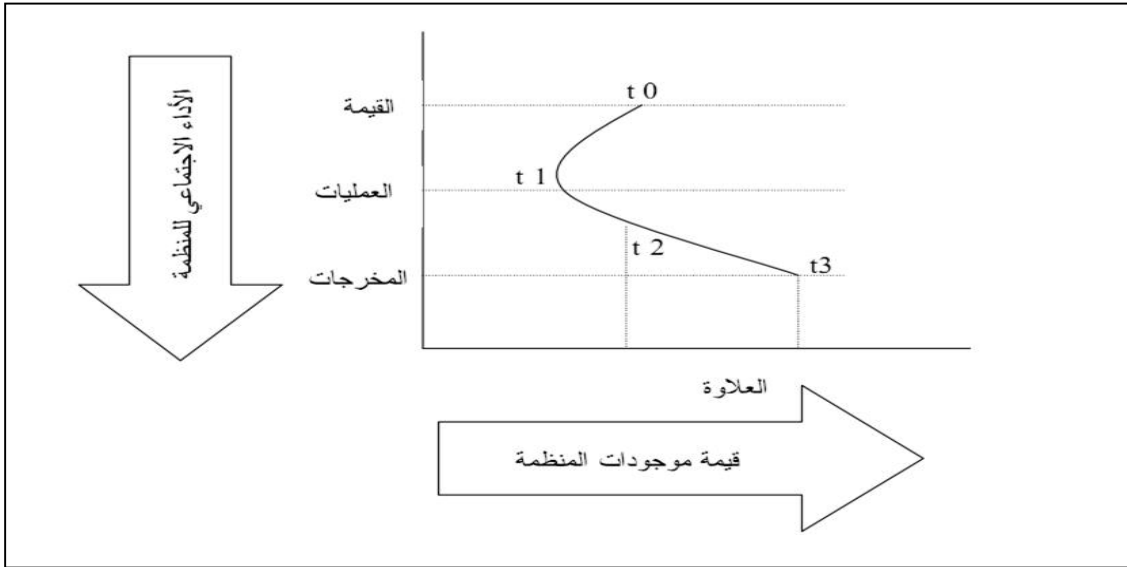 الأداء الاجتماعي للمنظمة
القيمة
t 0
العمليات
t 1
t 2
المخرجات
t3
العلاوة
قيمة موجودات المنظمة